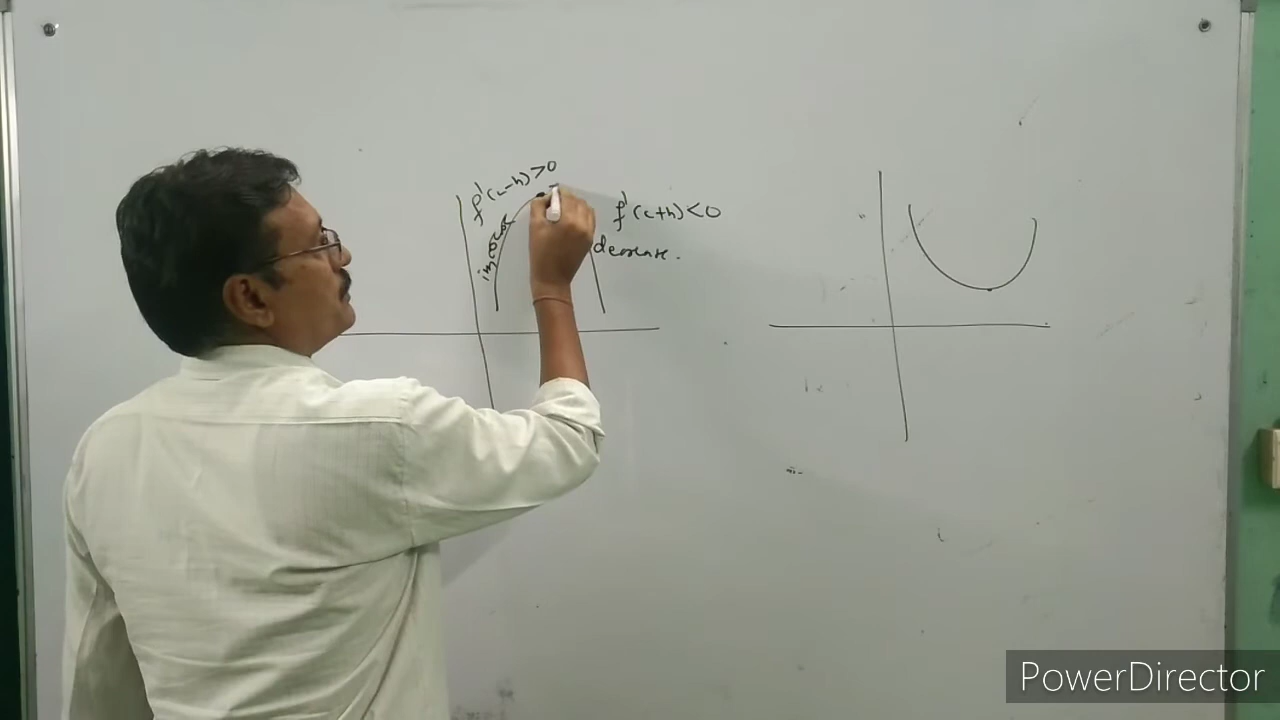 f'(c-h)>0
increase
f'(c+h)<0
decrease.
PowerDirector